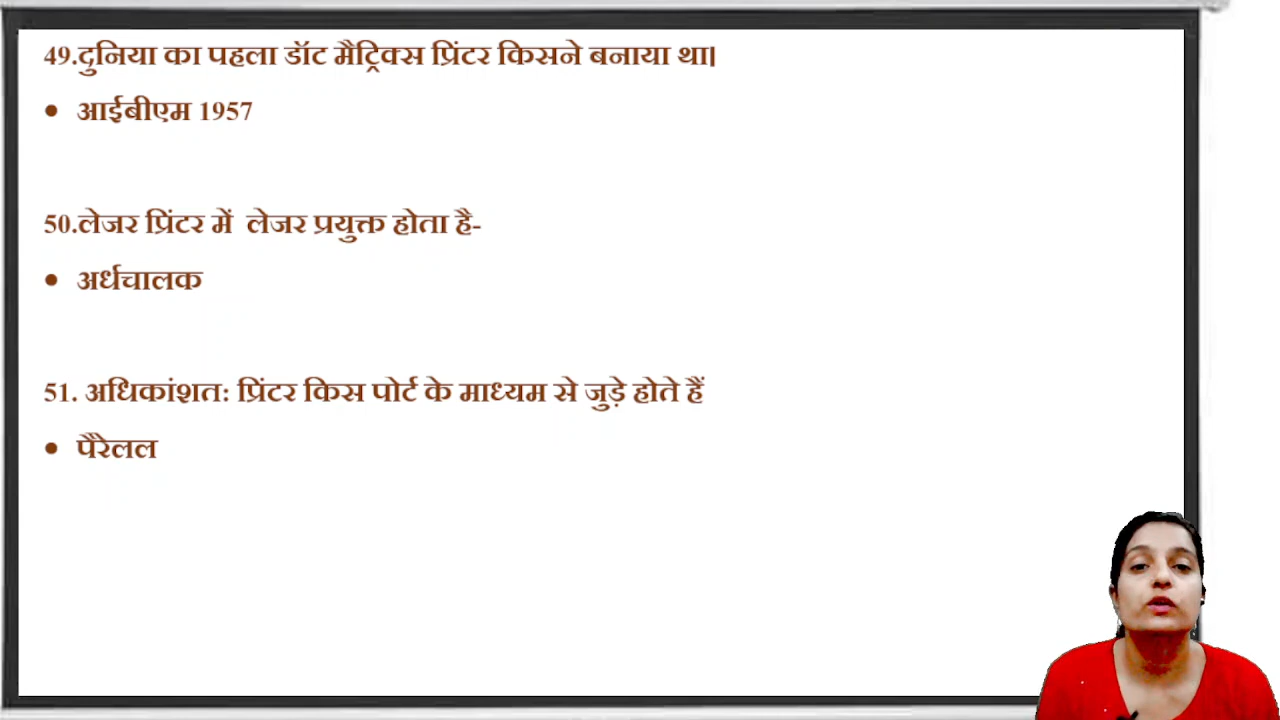 49.दुनिया का पहला डॉट मैट्रिक्स प्रिंटर किसने बनाया था।
• आईबीएम 1957
50.लेजर प्रिंटर में लेजर प्रयुक्त होता है-
• अर्धचालक
51. अधिकांशतः प्रिंटर किस पोर्ट के माध्यम से जुड़े होते हैं
• पैरेलल